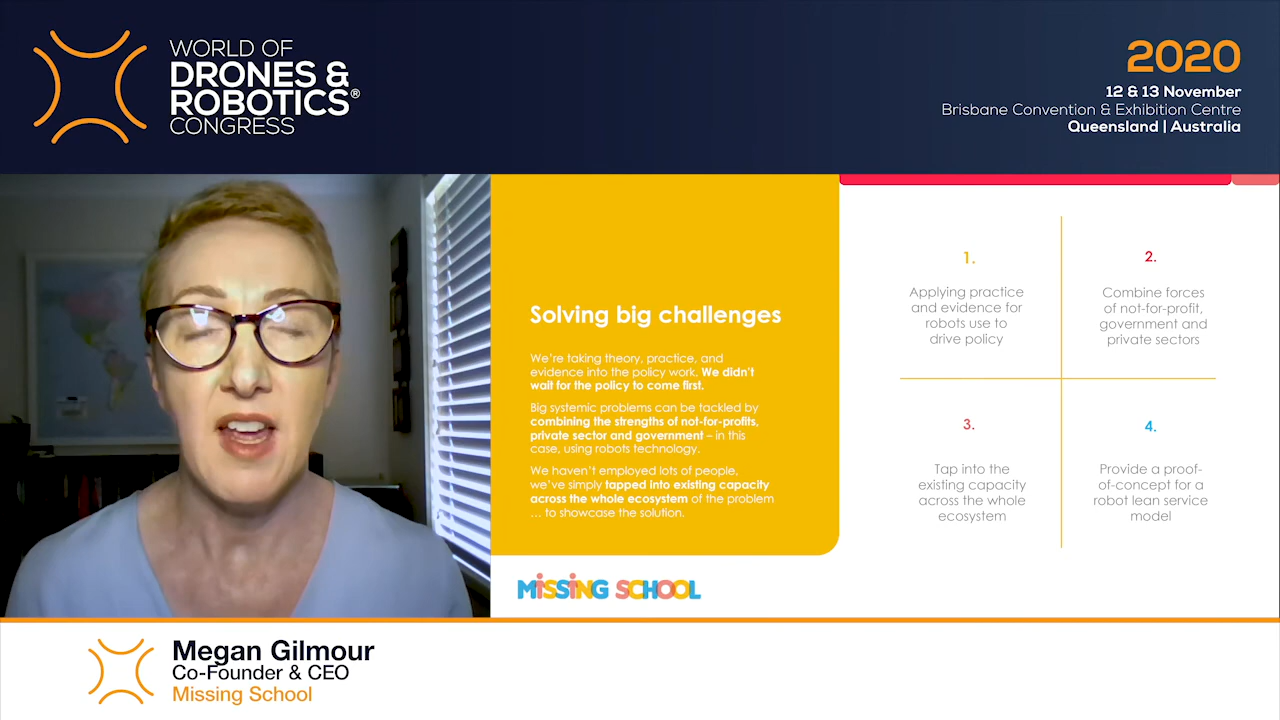 WORLD OF
DRONES &
ROBOTICS®
CONGRESS
2020
12 & 13 November
Brisbane Convention & Exhibition Centre
Queensland | Australia
Solving big challenges
We're taking theory, practice, and
evidence into the policy work. We didn't
wait for the policy to come first.
Big systemic problems can be tackled by
combining the strengths of not-for-profits,
private sector and government – in this
case, using robots technology.
We haven't employed lots of people,
we've simply tapped into existing capacity
across the whole ecosystem of the problem
... to showcase the solution.
MISSING SCHOOL
1.
Applying practice
and evidence for
robots use to
drive policy
2.
Combine forces
of not-for-profit,
government and
private sectors
3.
Tap into the
existing capacity
across the whole
ecosystem
4.
Provide a proof-
of-concept for a
robot lean service
model
Megan Gilmour
Co-Founder & CEO
Missing School